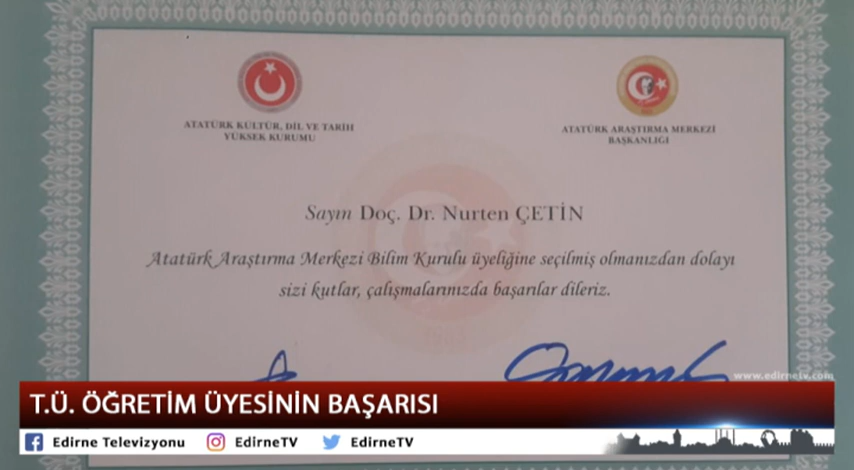 ATATÜRK KÜLTÜR, DİL VE TARİH
YÜKSEK KURUMU
ATATÜRK ARAŞTIRMA MERKEZİ
BAŞKANLIĞI
Sayın Doç. Dr. Nurten ÇETİN
Atatürk Araştırma Merkezi Bilim Kurulu üyeliğine seçilmiş olmanızdan dolayı
sizi kutlar, çalışmalarınızda başarılar dileriz.
www.edirnetv.com
T.Ü. ÖĞRETİM ÜYESİNİN BAŞARISI
Edirne Televizyonu EdirneTV EdirneTV